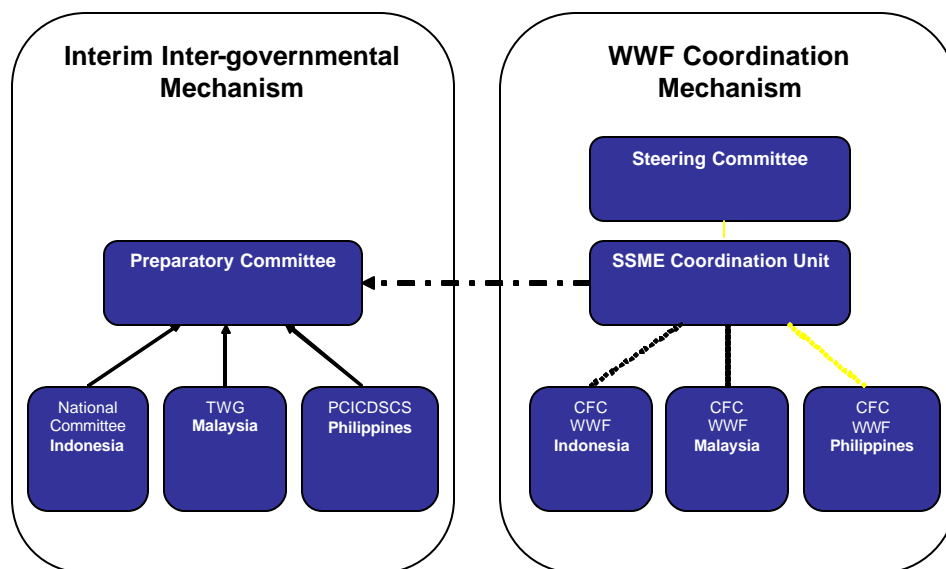 Interim Inter-governmental
Mechanism
Preparatory Committee
National
Committee
Indonesia
TWG
Malaysia
PCICDSCS
Philippines
WWF Coordination
Mechanism
Steering Committee
SSME Coordination Unit
CFC
WWF
Indonesia
CFC
WWF
Malaysia
CFC
WWF
Philippines